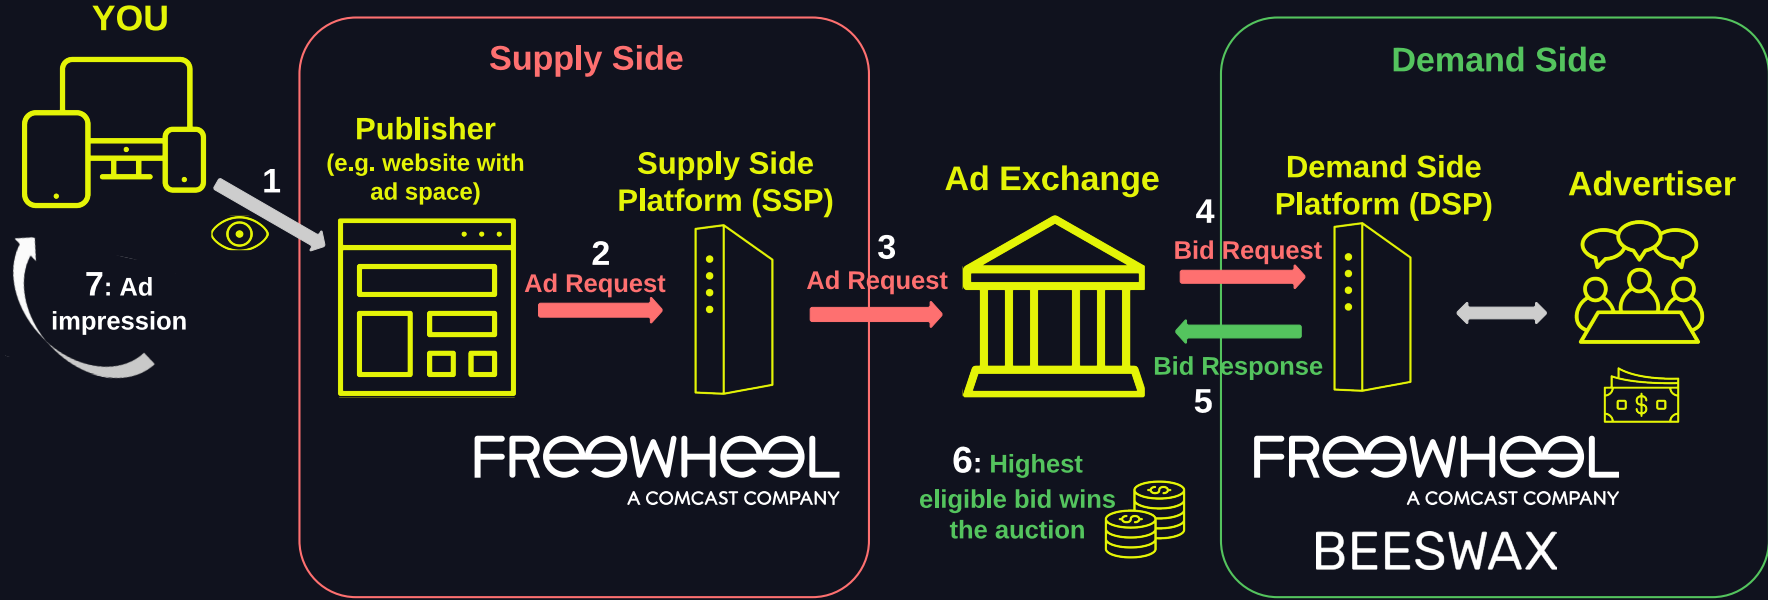 YOU
1
7: Ad
impression
Supply Side
Publisher
(e.g. website with
ad space)
2
Ad Request
Supply Side
Platform (SSP)
3
Ad Request
FREEWHEEL
A COMCAST COMPANY
Ad Exchange
4
Bid Request
Bid Response
5
6: Highest
eligible bid wins
the auction
$
$
Demand Side
Demand Side
Platform (DSP)
Advertiser
$
FREEWHEEL
A COMCAST COMPANY
BEESWAX